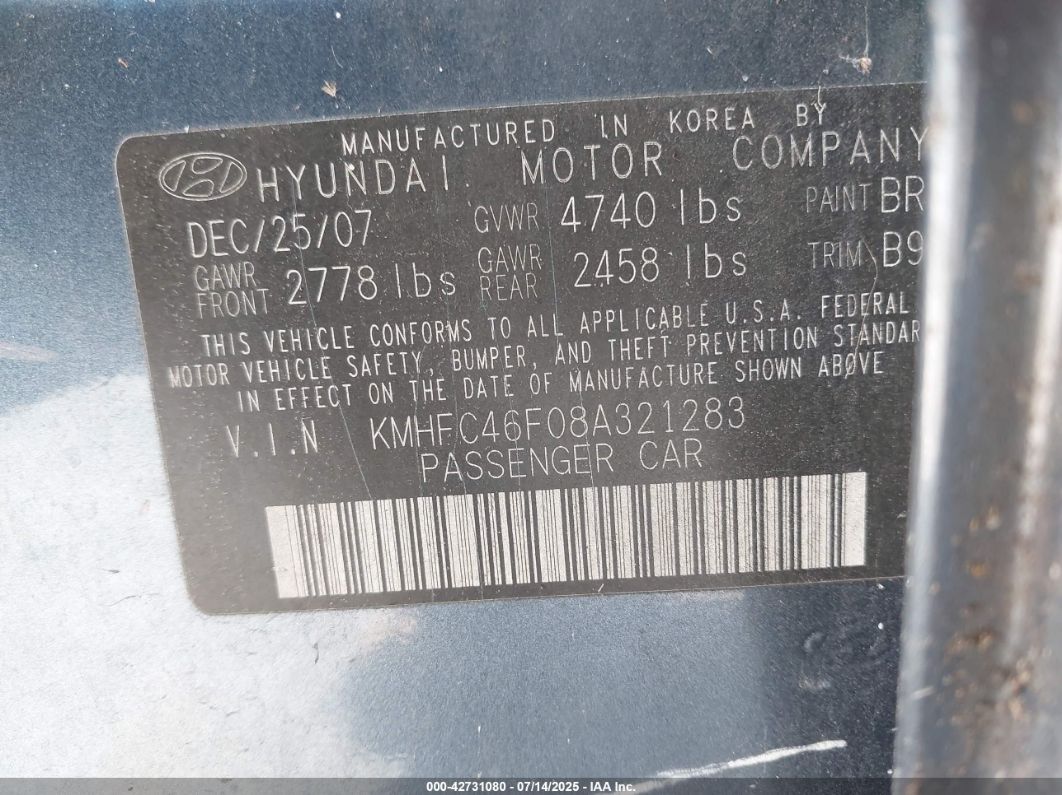 MANUFACTURED IN KOREA BY
HYUNDAI MOTOR COMPANY
DEC/25/07 GVWR 4740 lbs PAINT BR
GAWR FRONT 2778 lbs GAWR REAR 2458 lbs TRIM B9
THIS VEHICLE CONFORMS TO ALL APPLICABLE U.S.A. FEDERAL
MOTOR VEHICLE SAFETY, BUMPER, AND THEFT PREVENTION STANDAR
IN EFFECT ON THE DATE OF MANUFACTURE SHOWN ABOVE
V.I.N KMHFC46F08A321283
PASSENGER CAR
000-42731080 - 07/14/2025 - IAA Inc.